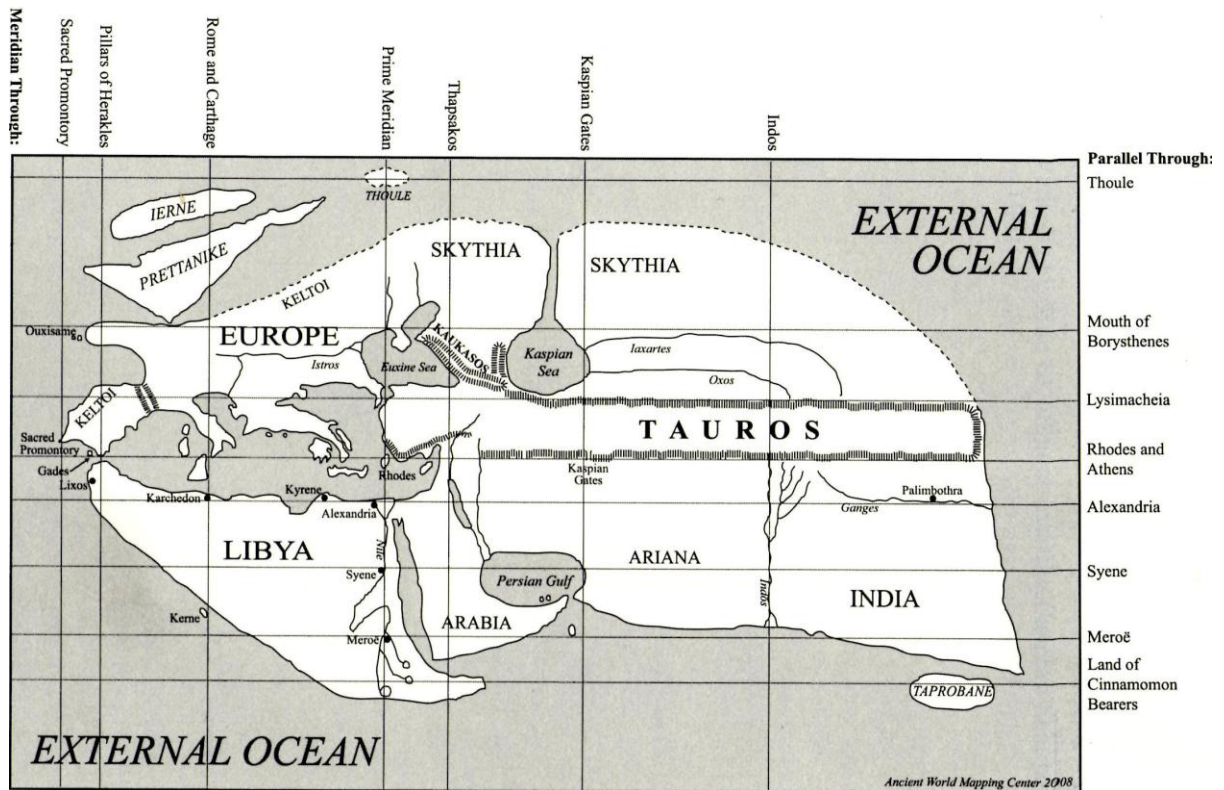 Meridian Through:
Sacred Promontory
Pillars of Herakles
Rome and Carthage
Prime Meridian
Thapsakos
Kaspian Gates
Indos
Parallel Through:
Thoule
Mouth of
Borysthenes
Lysimacheia
Rhodes and
Athens
Alexandria
Syene
Meroë
Land of
Cinnamomon
Bearers
IERNE
PRETTANIKE
THOULE
EXTERNAL
OCEAN
SKYTHIA
SKYTHIA
KELTOI
Ouxisame
EUROPE
Istros
Euxine Sea
KAUKASOS
Kaspian
Sea
Iaxartes
Oxos
KELTOI
TAUROS
Sacred
Promontory
Gades
Lixos
Rhodes
Kaspian
Gates
Karchedon
Kyrene
Alexandria
Palimbothra
Ganges
LIBYA
Nile
Syene
Persian Gulf
ARIANA
Indos
INDIA
Kerne
ARABIA
Meroë
TAPROBANE
EXTERNAL OCEAN
Ancient World Mapping Center 2008